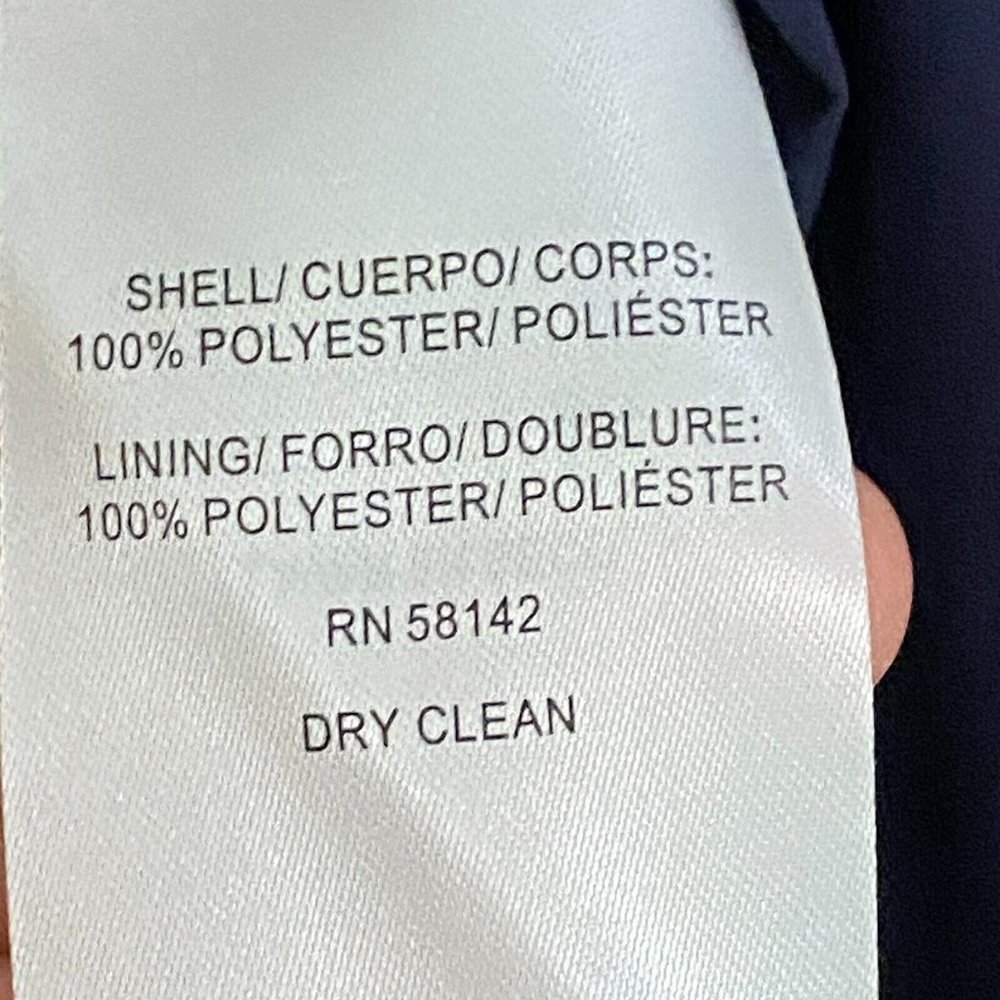 SHELL/ CUERPO/ CORPS:
100% POLYESTER/ POLIÉSTER
LINING/ FORRO/ DOUBLURE:
100% POLYESTER/ POLIÉSTER
RN 58142
DRY CLEAN